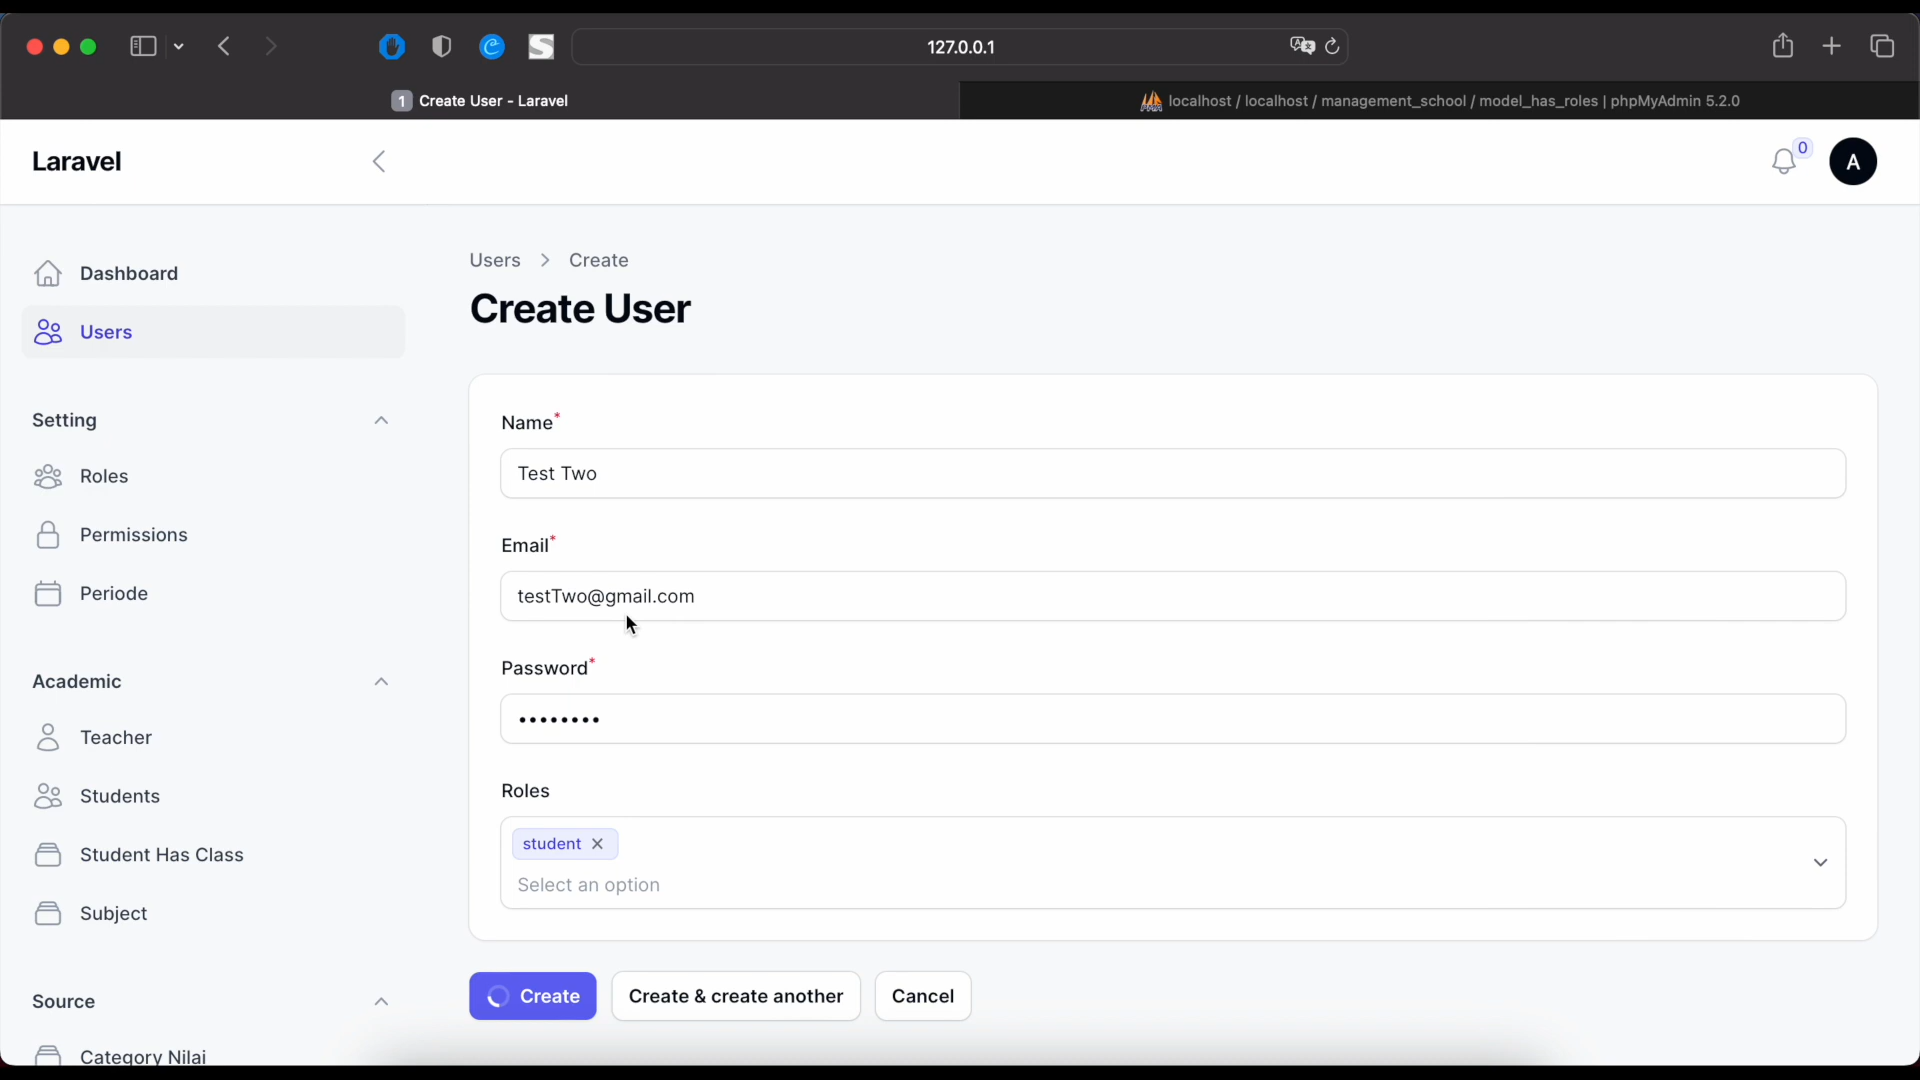 127.0.0.1
1 Create User - Laravel
localhost / localhost / management_school / model_has_roles | phpMyAdmin 5.2.0
Laravel
0
A
Dashboard
Users
Setting
Roles
Permissions
Periode
Academic
Teacher
Students
Student Has Class
Subject
Source
Category Nilai
Users > Create
Create User
Name*
Test Two
Email*
testTwo@gmail.com
Password*
••••••••
Roles
student ×
Select an option
Create
Create & create another
Cancel